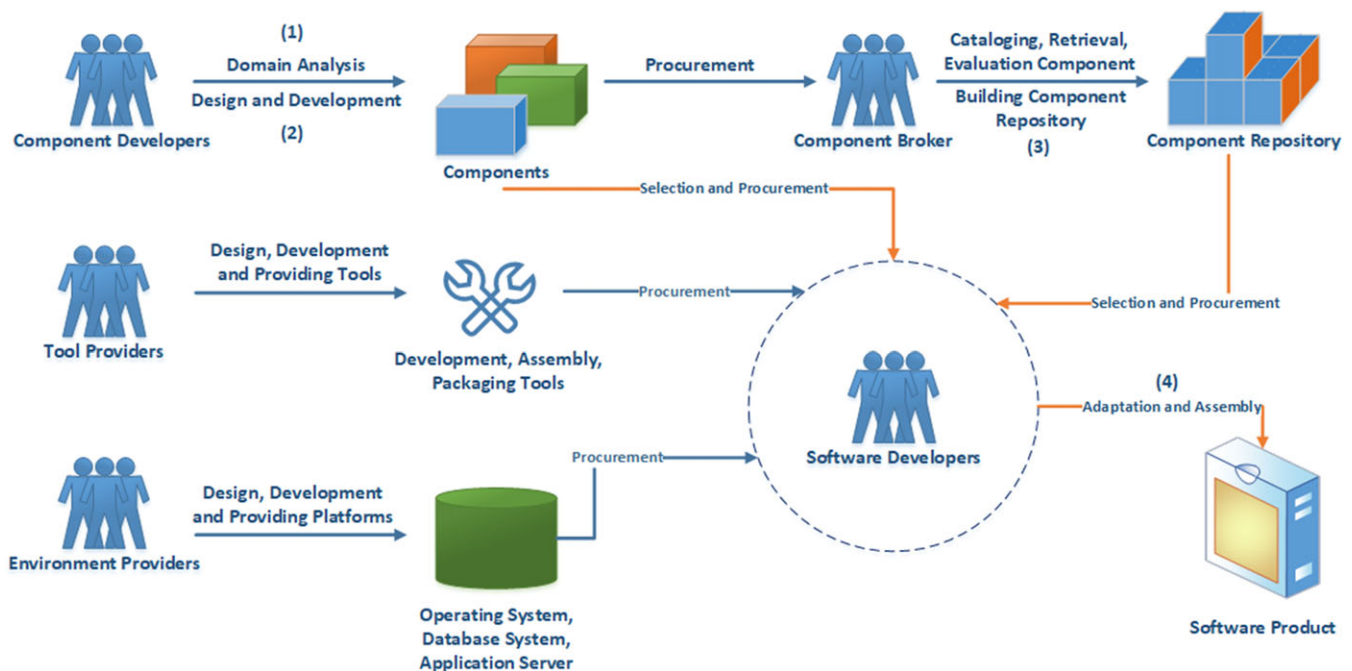 (1)
Domain Analysis
Design and Development
(2)
Component Developers
Components
Procurement
Component Broker
Cataloging, Retrieval,
Evaluation Component
Building Component
Repository
(3)
Component Repository
Selection and Procurement
Selection and Procurement
Tool Providers
Design, Development
and Providing Tools
Development, Assembly,
Packaging Tools
Procurement
Software Developers
(4)
Adaptation and Assembly
Software Product
Environment Providers
Design, Development
and Providing Platforms
Operating System,
Database System,
Application Server
Procurement